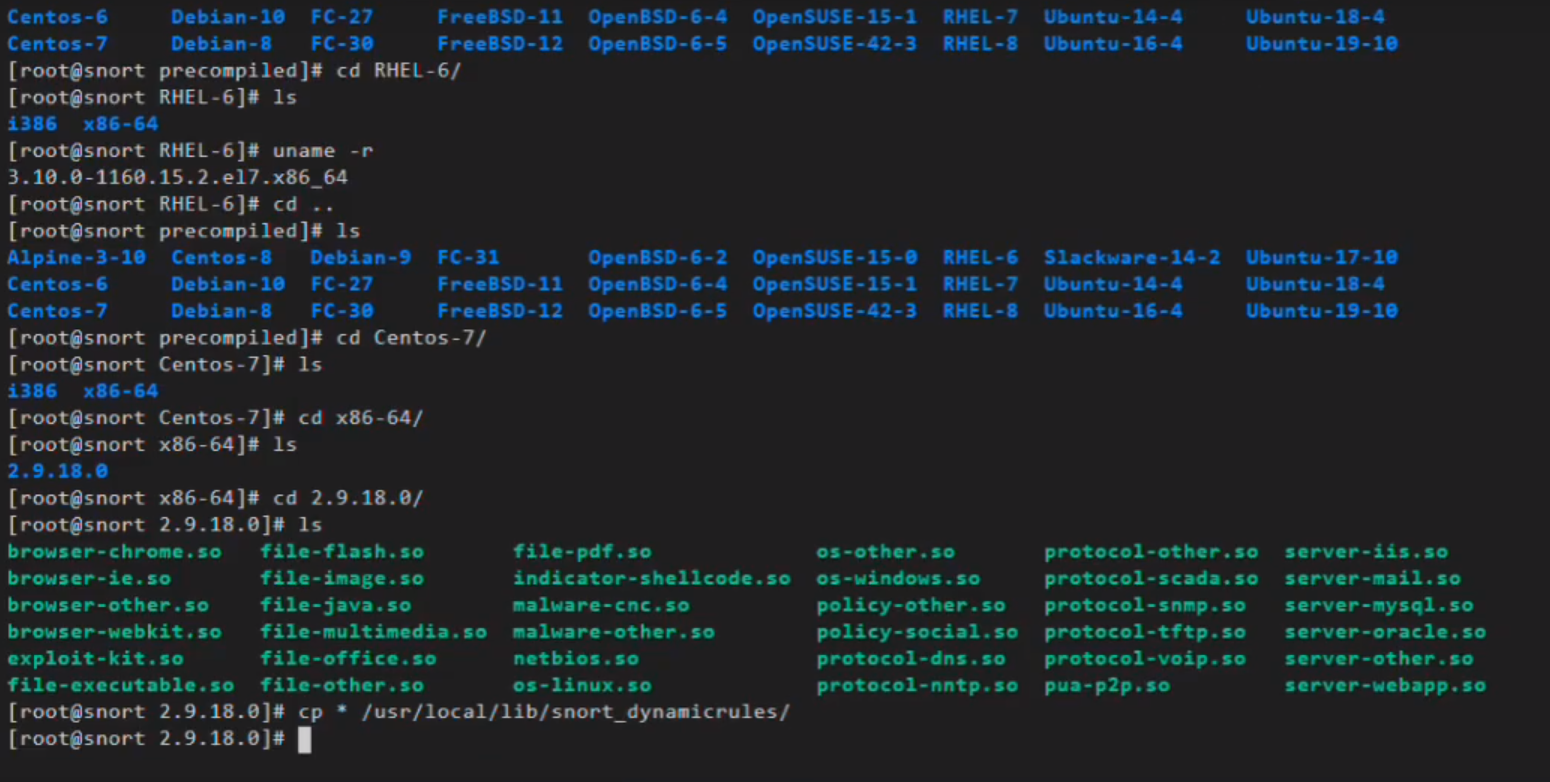 Centos-6 Debian-10 FC-27 FreeBSD-11 OpenBSD-6-4 OpenSUSE-15-1 RHEL-7 Ubuntu-14-4 Ubuntu-18-4
Centos-7 Debian-8 FC-30 FreeBSD-12 OpenBSD-6-5 OpenSUSE-42-3 RHEL-8 Ubuntu-16-4 Ubuntu-19-10
[root@snort precompiled]# cd RHEL-6/
[root@snort RHEL-6]# ls
i386 x86-64
[root@snort RHEL-6]# uname -r
3.10.0-1160.15.2.el7.x86_64
[root@snort RHEL-6]# cd ..
[root@snort precompiled]# ls
Alpine-3-10 Centos-8 Debian-9 FC-31 OpenBSD-6-2 OpenSUSE-15-0 RHEL-6 Slackware-14-2 Ubuntu-17-10
Centos-6 Debian-10 FC-27 FreeBSD-11 OpenBSD-6-4 OpenSUSE-15-1 RHEL-7 Ubuntu-14-4 Ubuntu-18-4
Centos-7 Debian-8 FC-30 FreeBSD-12 OpenBSD-6-5 OpenSUSE-42-3 RHEL-8 Ubuntu-16-4 Ubuntu-19-10
[root@snort precompiled]# cd Centos-7/
[root@snort Centos-7]# ls
i386 x86-64
[root@snort Centos-7]# cd x86-64/
[root@snort x86-64]# ls
2.9.18.0
[root@snort x86-64]# cd 2.9.18.0/
[root@snort 2.9.18.0]# ls
browser-chrome.so file-flash.so file-pdf.so os-other.so protocol-other.so server-iis.so
browser-ie.so file-image.so indicator-shellcode.so os-windows.so protocol-scada.so server-mail.so
browser-other.so file-java.so malware-cnc.so policy-other.so protocol-snmp.so server-mysql.so
browser-webkit.so file-multimedia.so malware-other.so policy-social.so protocol-tftp.so server-oracle.so
exploit-kit.so file-office.so netbios.so protocol-dns.so protocol-voip.so server-other.so
file-executable.so file-other.so os-linux.so protocol-nntp.so pua-p2p.so server-webapp.so
[root@snort 2.9.18.0]# cp * /usr/local/lib/snort_dynamicrules/
[root@snort 2.9.18.0]#